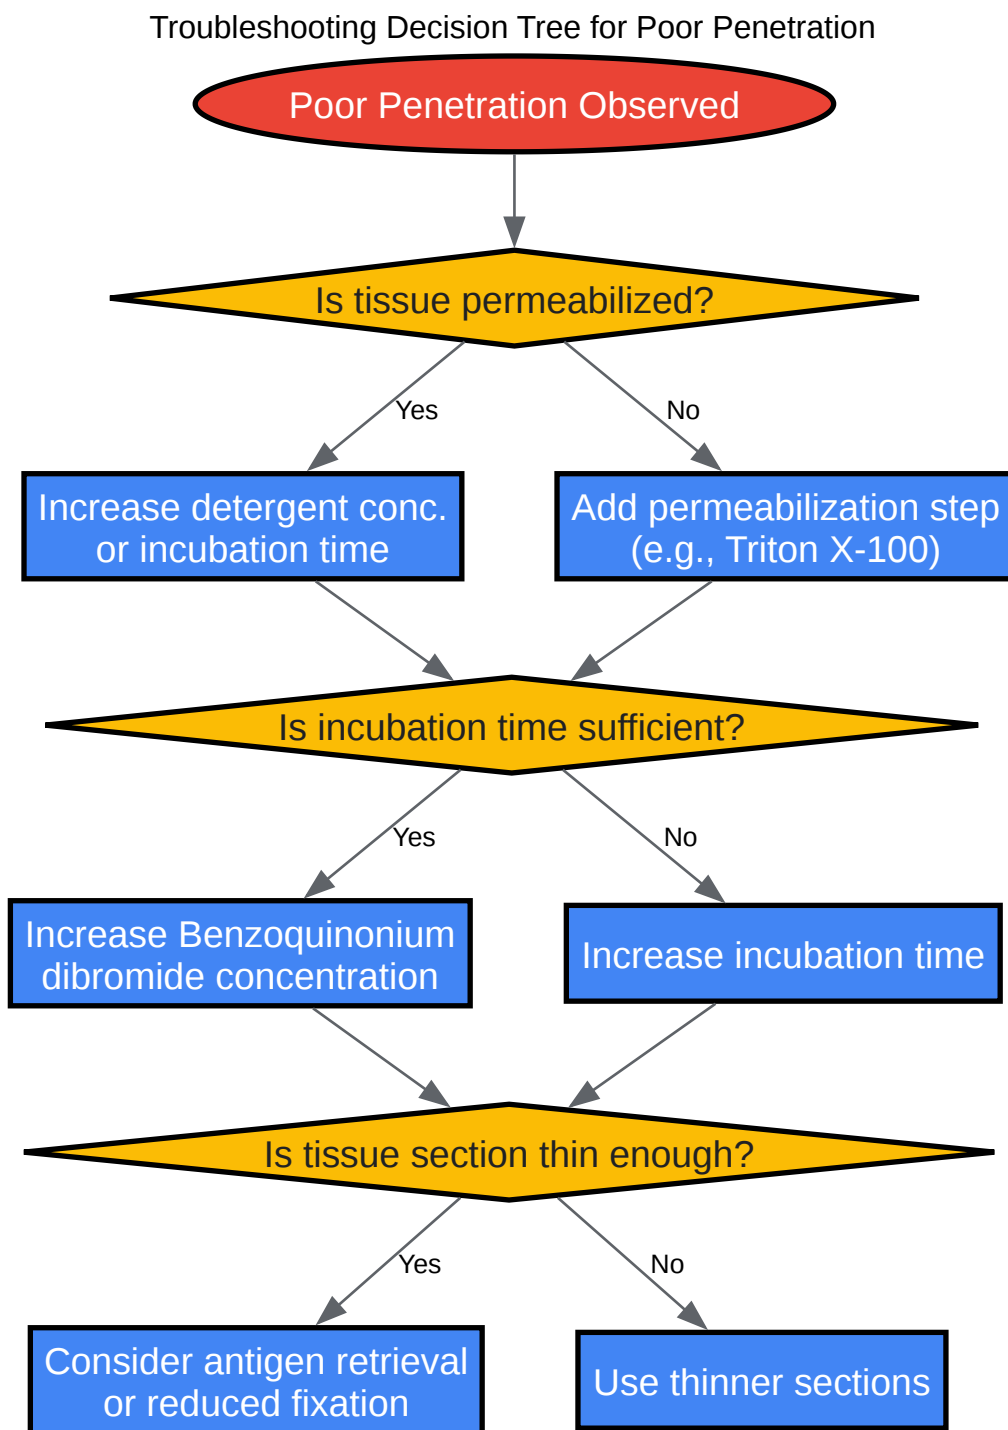 Troubleshooting Decision Tree for Poor Penetration
Poor Penetration Observed
Is tissue permeabilized?
Yes
No
Increase detergent conc.
or incubation time
Add permeabilization step
(e.g., Triton X-100)
Is incubation time sufficient?
Yes
No
Increase Benzoquinonium
dibromide concentration
Increase incubation time
Is tissue section thin enough?
Yes
No
Consider antigen retrieval
or reduced fixation
Use thinner sections